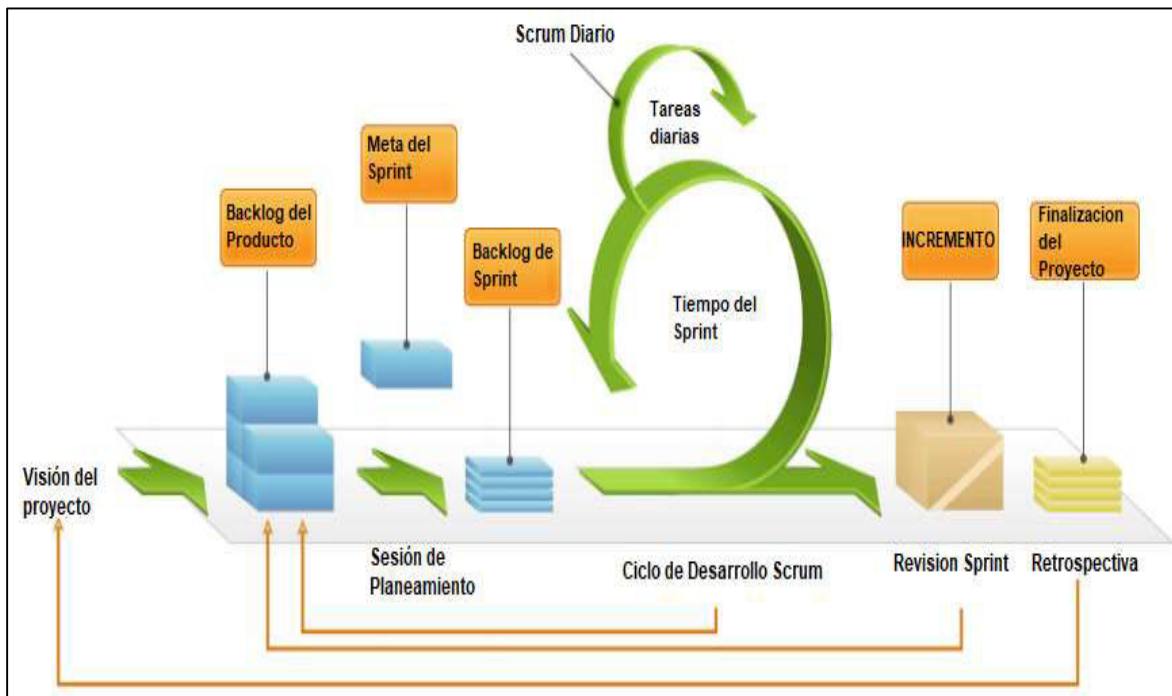 Scrum Diario
Tareas
diarias
Meta del
Sprint
Backlog del
Producto
Backlog de
Sprint
INCREMENTO
Finalizacion
del
Proyecto
Tiempo del
Sprint
Visión del
proyecto
Sesión de
Planeamiento
Ciclo de Desarrollo Scrum
Revision Sprint
Retrospectiva